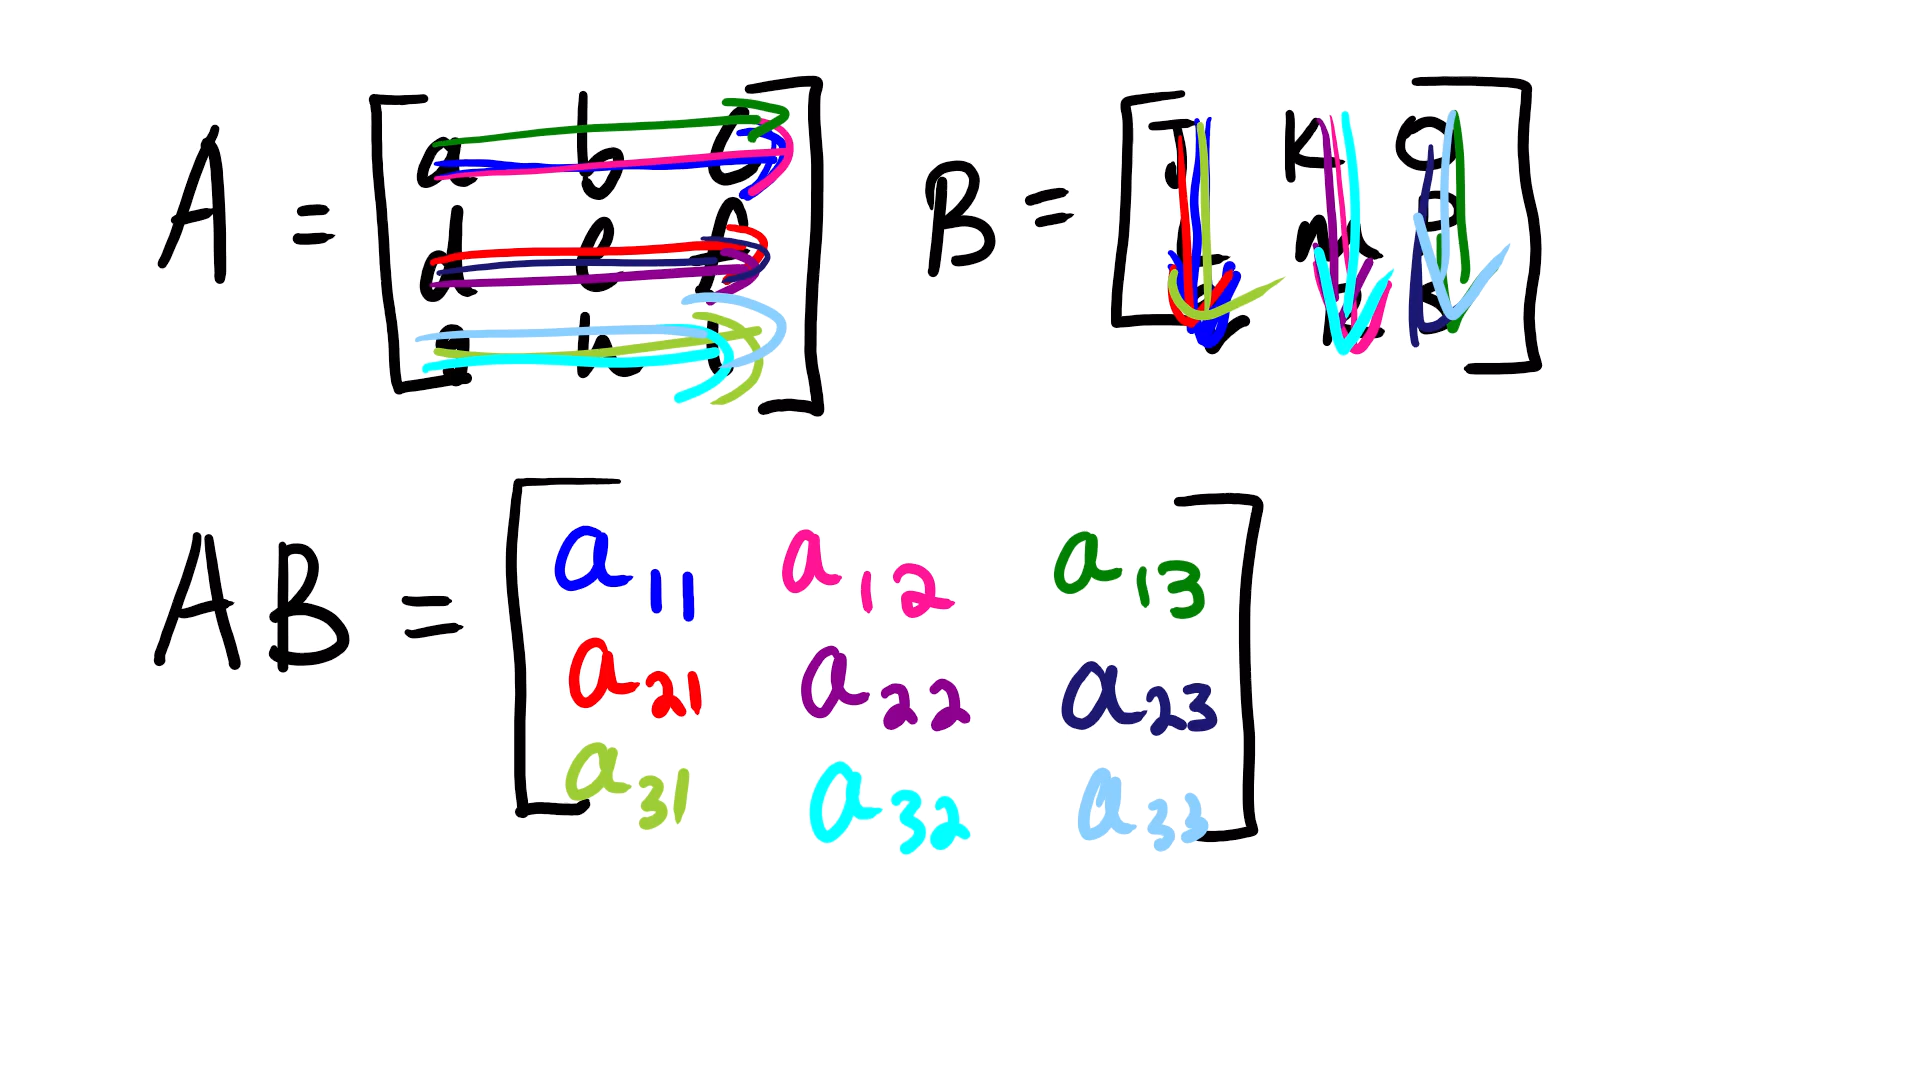 A = [ a b c
d e f
g h i ]
B = [ J K O
m P
]
AB = [ a11 a12 a13
a21 a22 a23
a31 a32 a33 ]